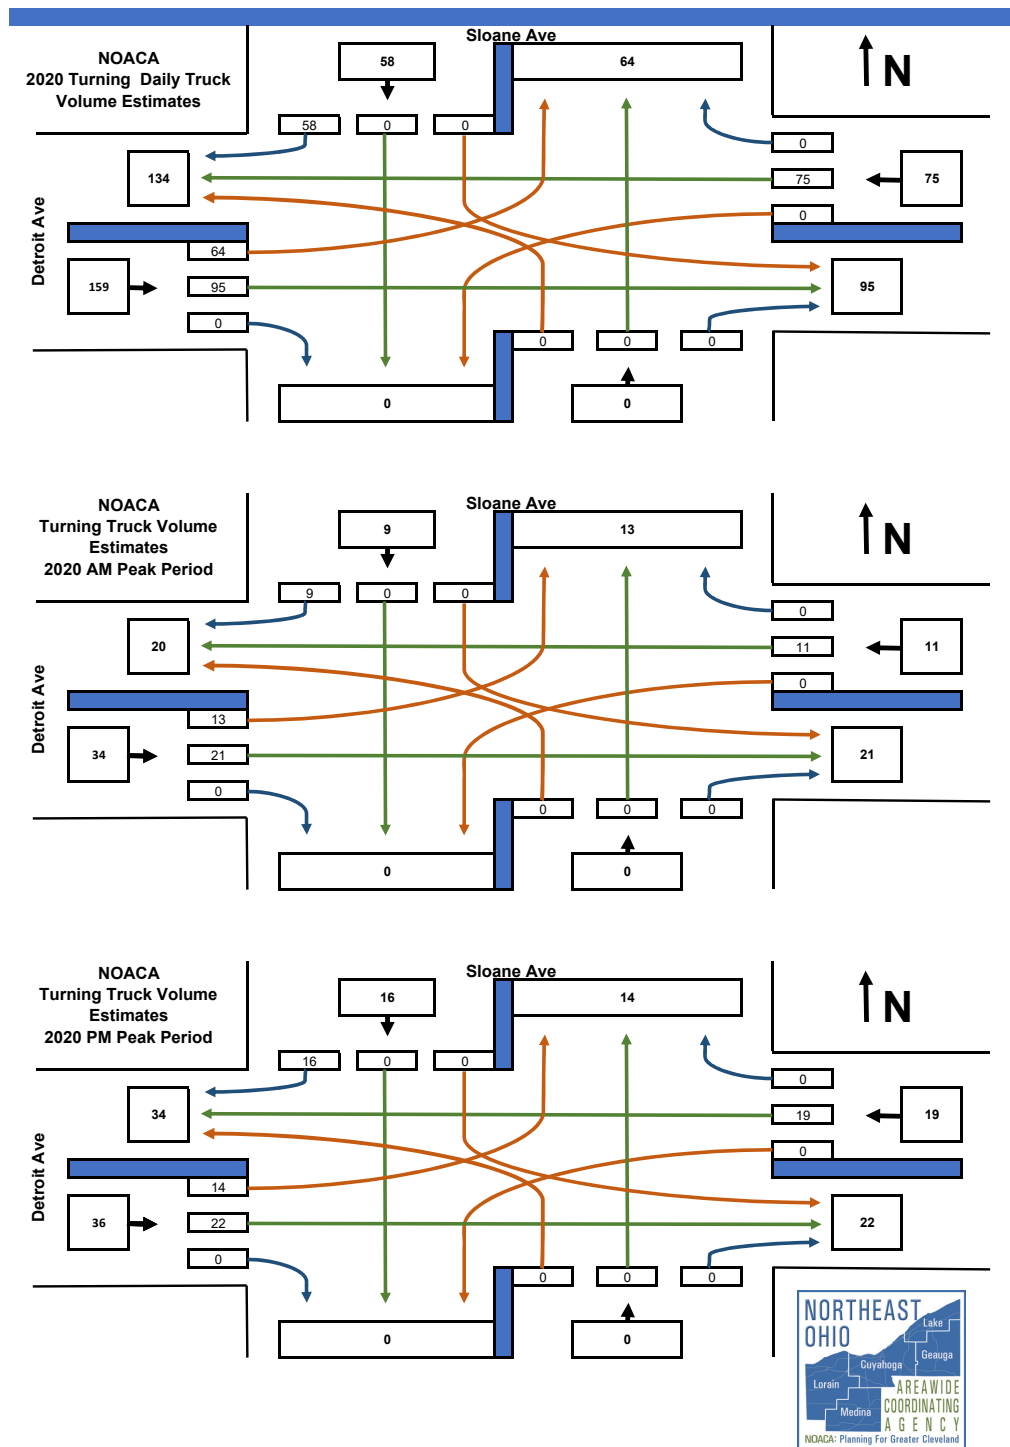 Sloane Ave
NOACA
2020 Turning Daily Truck
Volume Estimates
58
64
N
58
0
0
0
134
75
75
0
Detroit Ave
64
159
95
95
0
0
0
0
0
0
Sloane Ave
NOACA
Turning Truck Volume
Estimates
2020 AM Peak Period
9
13
N
9
0
0
0
20
11
11
0
Detroit Ave
13
34
21
21
0
0
0
0
0
0
Sloane Ave
NOACA
Turning Truck Volume
Estimates
2020 PM Peak Period
16
14
N
16
0
0
0
34
19
19
0
Detroit Ave
14
36
22
22
0
0
0
0
0
0
NORTHEAST
OHIO
Lake
Geauga
Cuyahoga
Lorain
Medina
AREAWIDE
COORDINATING
AGENCY
NOACA: Planning For Greater Cleveland